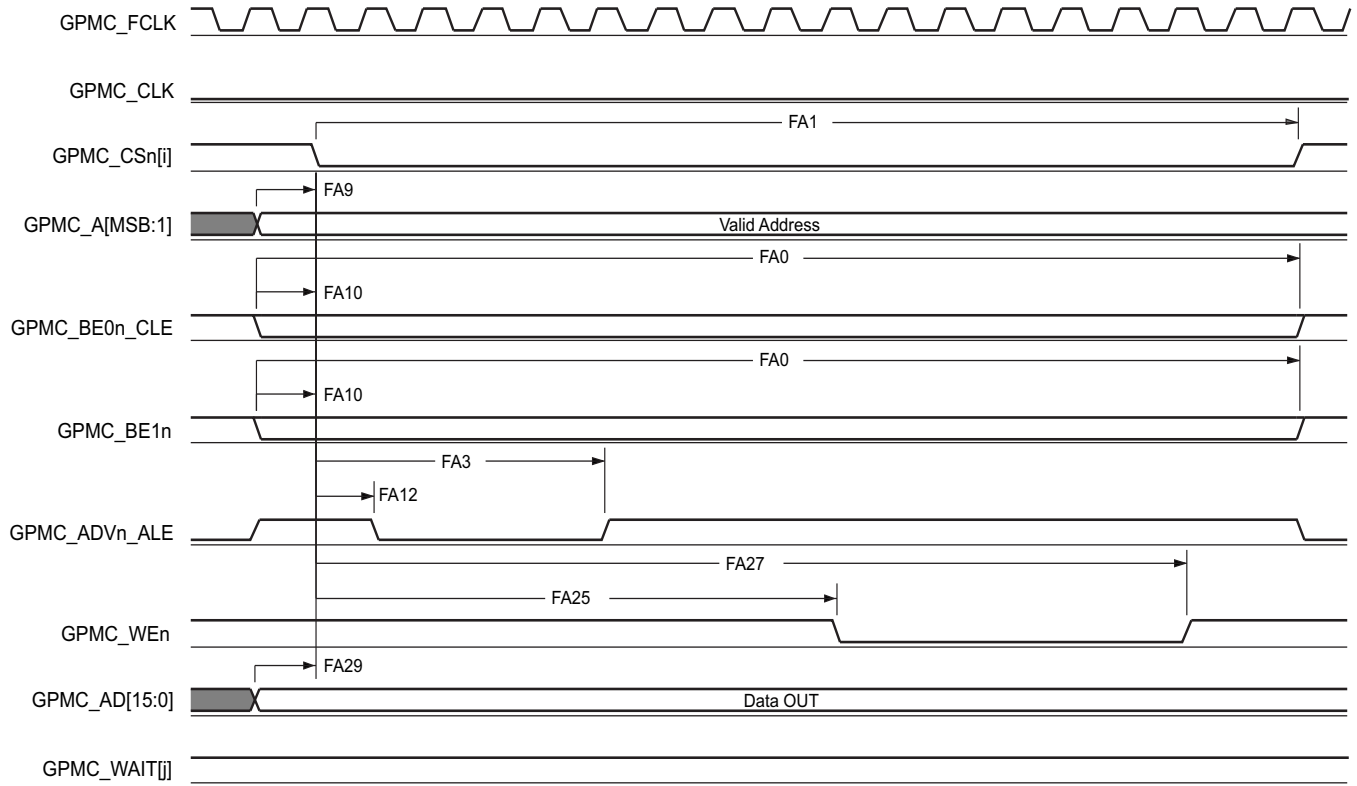 GPMC_FCLK
GPMC_CLK
FA1
GPMC_CSn[i]
FA9
GPMC_A[MSB:1]
Valid Address
FA0
FA10
GPMC_BE0n_CLE
FA0
FA10
GPMC_BE1n
FA3
FA12
GPMC_ADVn_ALE
FA27
FA25
GPMC_WEn
FA29
GPMC_AD[15:0]
Data OUT
GPMC_WAIT[j]